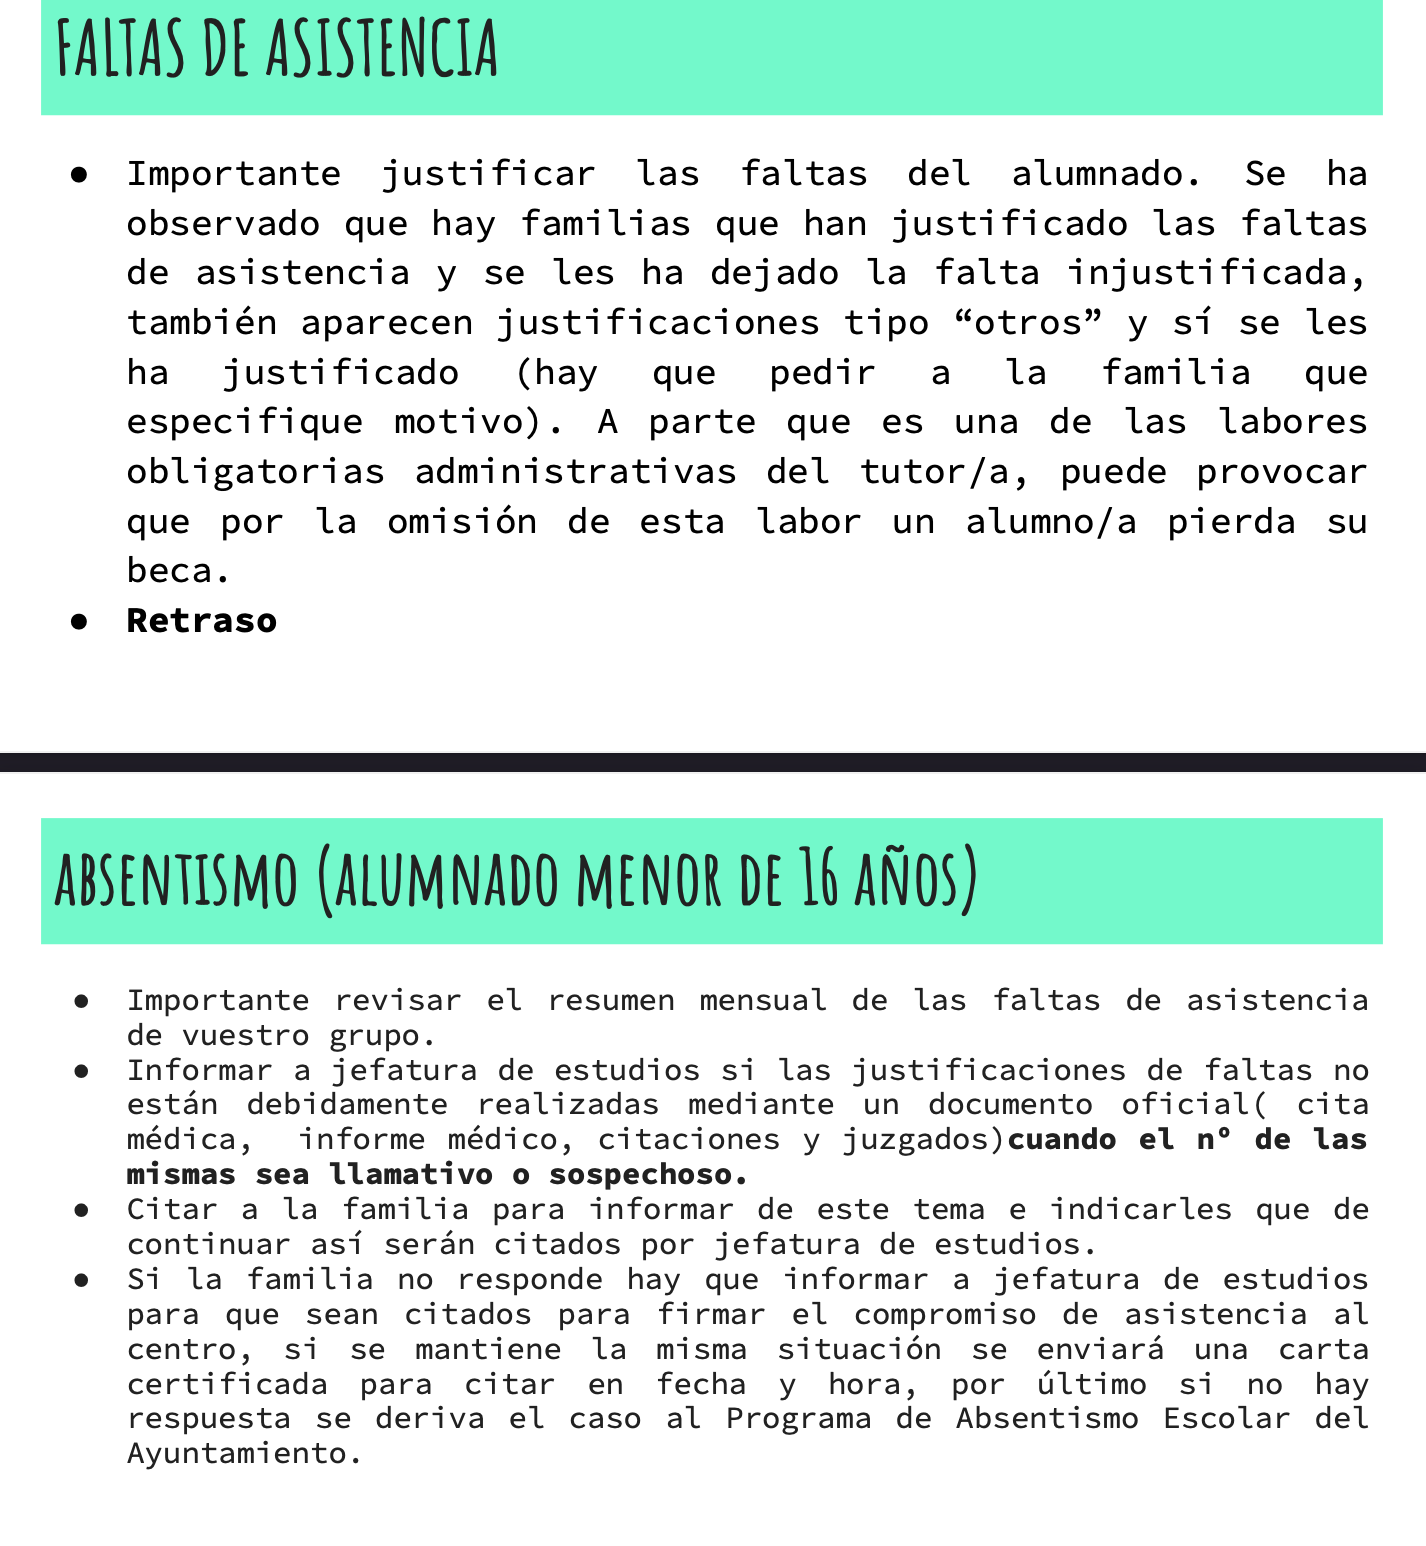 FALTAS DE ASISTENCIA
● Importante justificar las faltas del alumnado. Se ha
observado que hay familias que han justificado las faltas
de asistencia y se les ha dejado la falta injustificada,
también aparecen justificaciones tipo “otros” y sí se les
ha justificado (hay que pedir a la familia que
especifique motivo). A parte que es una de las labores
obligatorias administrativas del tutor/a, puede provocar
que por la omisión de esta labor un alumno/a pierda su
beca.
● Retraso
ABSENTISMO (ALUMNADO MENOR DE 16 AÑOS)
● Importante revisar el resumen mensual de las faltas de asistencia
de vuestro grupo.
● Informar a jefatura de estudios si las justificaciones de faltas no
están debidamente realizadas mediante un documento oficial( cita
médica,  informe médico, citaciones y juzgados)cuando el nº de las
mismas sea llamativo o sospechoso.
● Citar a la familia para informar de este tema e indicarles que de
continuar así serán citados por jefatura de estudios.
● Si la familia no responde hay que informar a jefatura de estudios
para que sean citados para firmar el compromiso de asistencia al
centro, si se mantiene la misma situación se enviará una carta
certificada para citar en fecha y hora, por último si no hay
respuesta se deriva el caso al Programa de Absentismo Escolar del
Ayuntamiento.